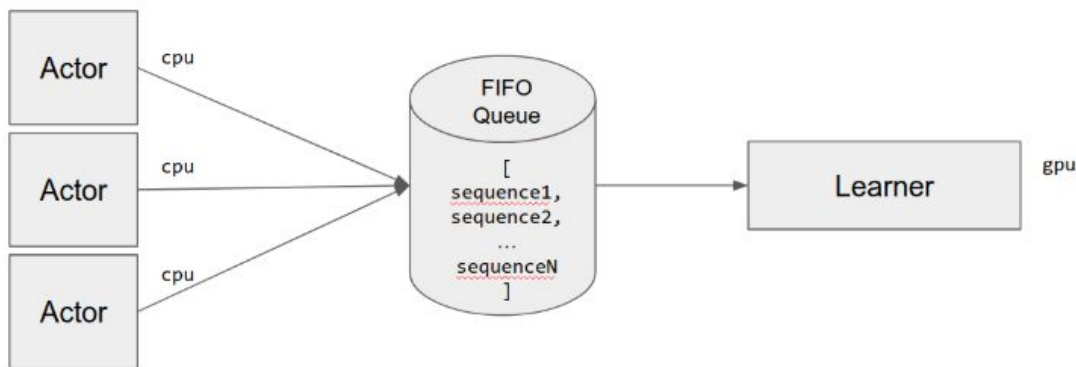 Actor
cpu
Actor
cpu
Actor
cpu
FIFO
Queue
[
sequence1,
sequence2,
...
sequenceN
]
Learner
gpu